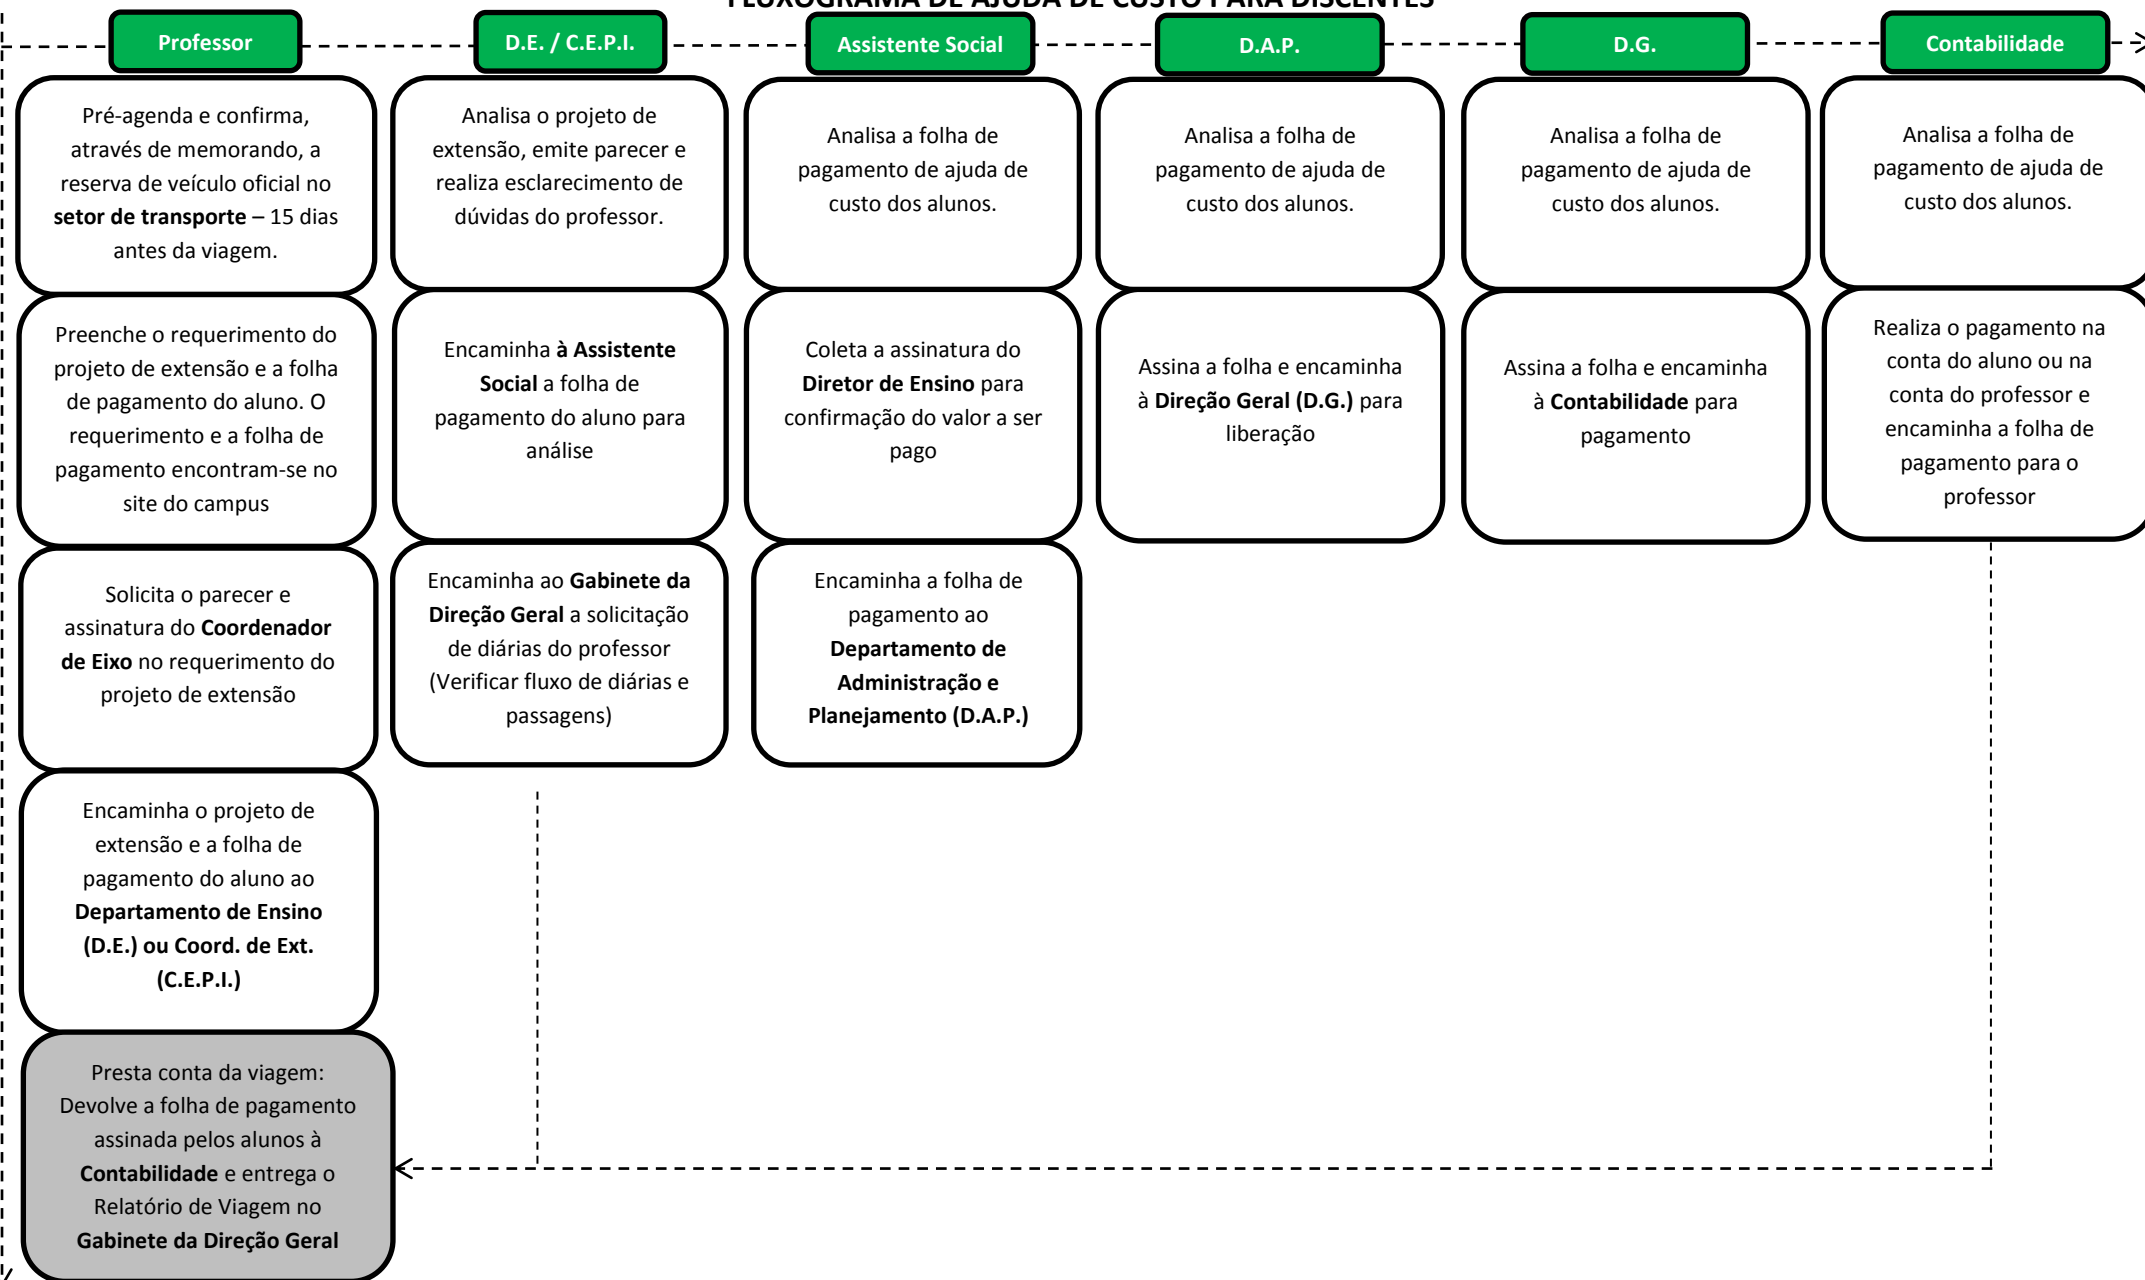 FLUXOGRAMA DE AJUDA DE CUSTO PARA DISCENTES
Professor
D.E. / C.E.P.I.
Assistente Social
D.A.P.
D.G.
Contabilidade
Pré-agenda e confirma,
através de memorando, a
reserva de veículo oficial no
setor de transporte – 15 dias
antes da viagem.
Preenche o requerimento do
projeto de extensão e a folha
de pagamento do aluno. O
requerimento e a folha de
pagamento encontram-se no
site do campus
Solicita o parecer e
assinatura do Coordenador
de Eixo no requerimento do
projeto de extensão
Encaminha o projeto de
extensão e a folha de
pagamento do aluno ao
Departamento de Ensino
(D.E.) ou Coord. de Ext.
(C.E.P.I.)
Presta conta da viagem:
Devolve a folha de pagamento
assinada pelos alunos à
Contabilidade e entrega o
Relatório de Viagem no
Gabinete da Direção Geral
Analisa o projeto de
extensão, emite parecer e
realiza esclarecimento de
dúvidas do professor.
Encaminha à Assistente
Social a folha de
pagamento do aluno para
análise
Encaminha ao Gabinete da
Direção Geral a solicitação
de diárias do professor
(Verificar fluxo de diárias e
passagens)
Analisa a folha de
pagamento de ajuda de
custo dos alunos.
Coleta a assinatura do
Diretor de Ensino para
confirmação do valor a ser
pago
Encaminha a folha de
pagamento ao
Departamento de
Administração e
Planejamento (D.A.P.)
Analisa a folha de
pagamento de ajuda de
custo dos alunos.
Assina a folha e encaminha
à Direção Geral (D.G.) para
liberação
Analisa a folha de
pagamento de ajuda de
custo dos alunos.
Assina a folha e encaminha
à Contabilidade para
pagamento
Analisa a folha de
pagamento de ajuda de
custo dos alunos.
Realiza o pagamento na
conta do aluno ou na
conta do professor e
encaminha a folha de
pagamento para o
professor